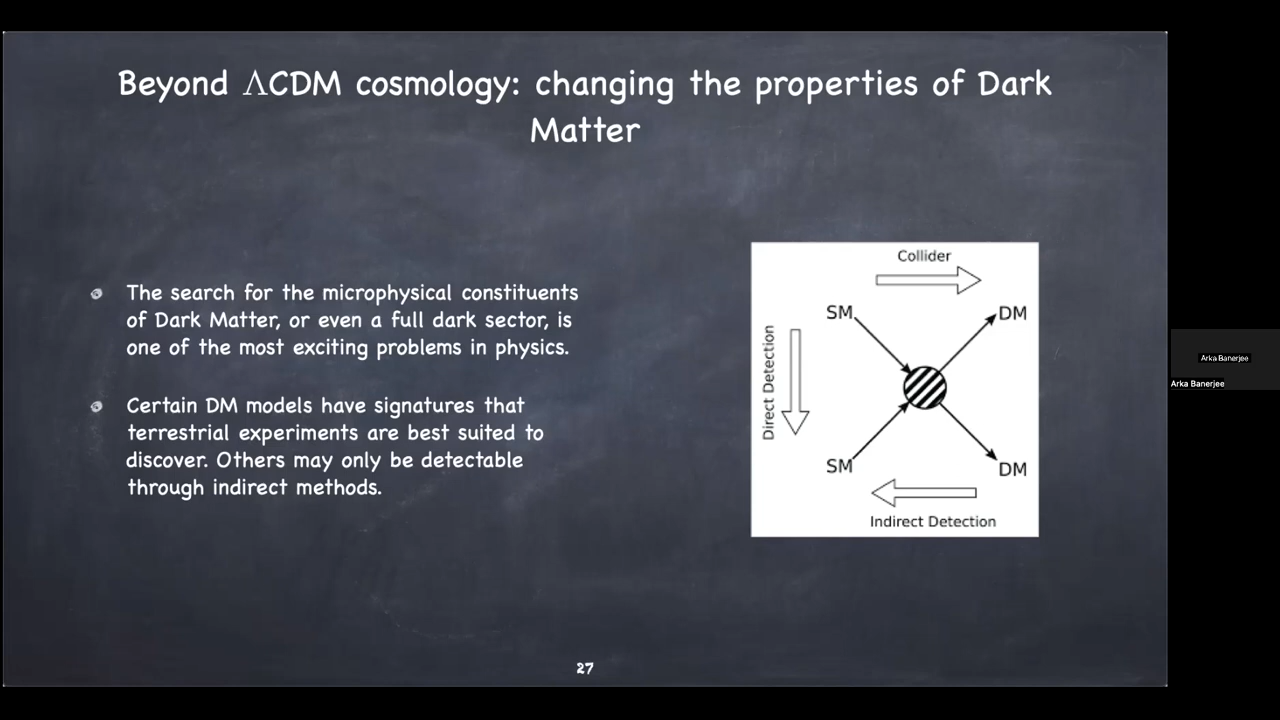 Beyond ΛCDM cosmology: changing the properties of Dark
Matter
The search for the microphysical constituents
of Dark Matter, or even a full dark sector, is
one of the most exciting problems in physics.
Certain DM models have signatures that
terrestrial experiments are best suited to
discover. Others may only be detectable
through indirect methods.
Collider
SM
DM
Direct Detection
SM
DM
Indirect Detection
27
Arka Banerjee
Arka Banerjee